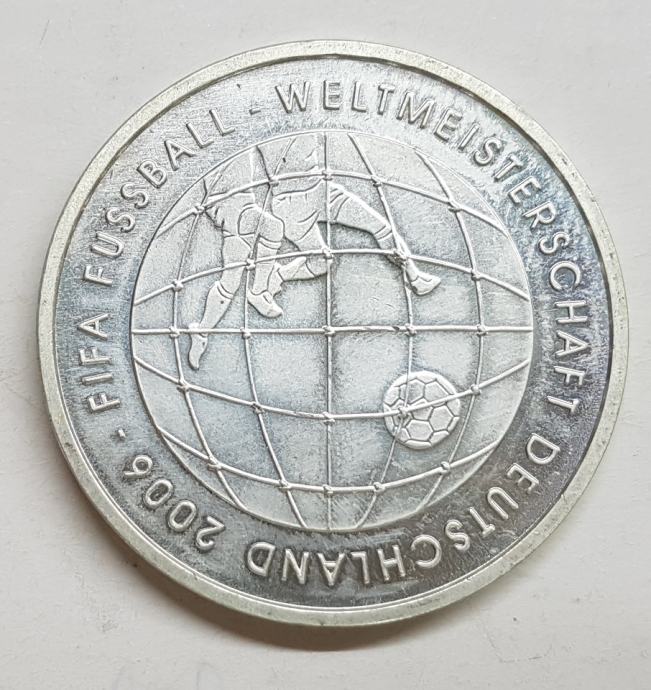 FIFA FUSSBALL - WELTMEISTERSCHAFT DEUTSCHLAND 2006 -